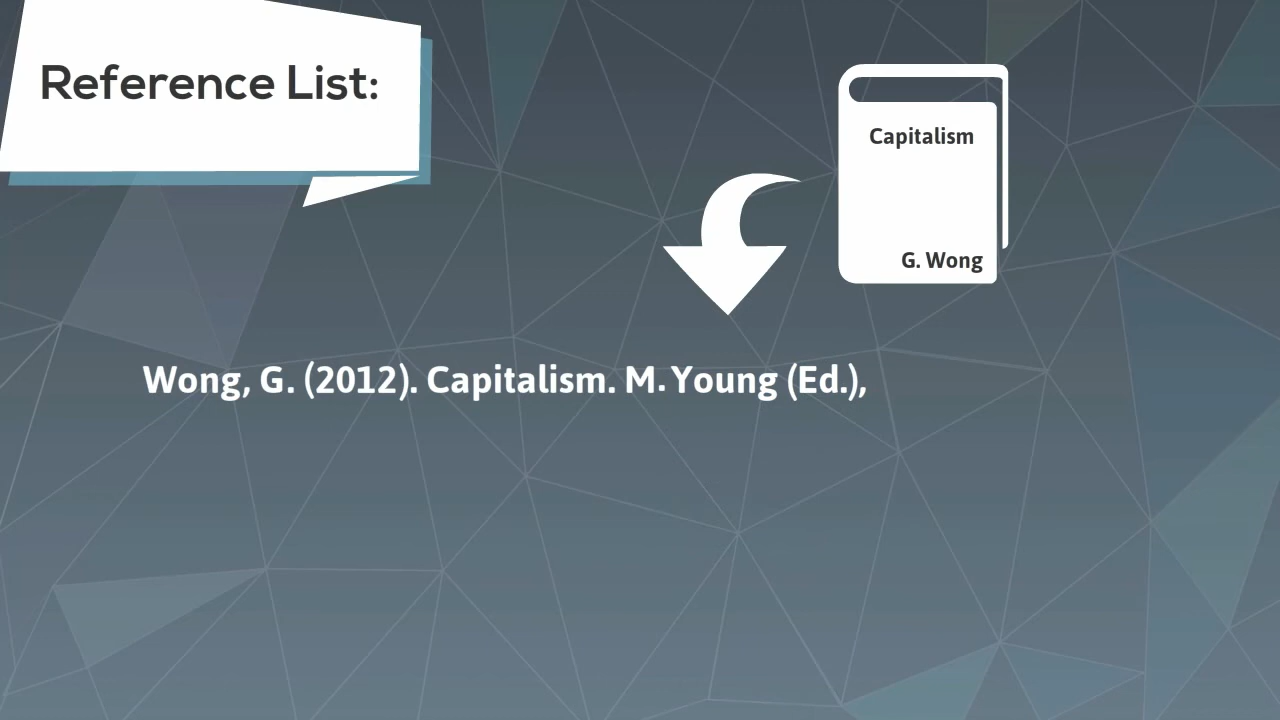 Reference List:
Capitalism
G. Wong
Wong, G. (2012). Capitalism. M. Young (Ed.),